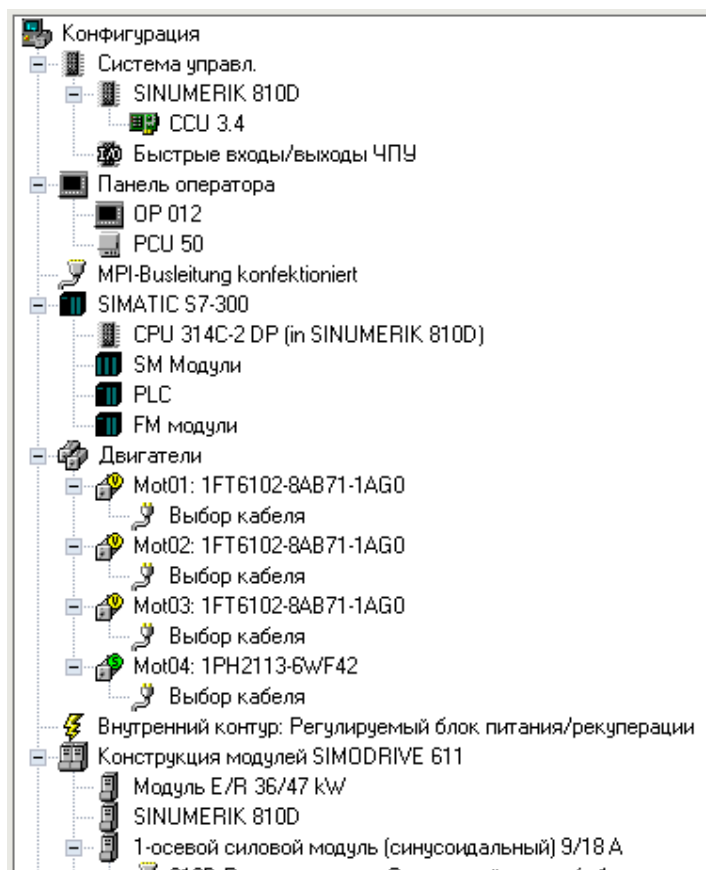 Конфигурация
Система управл.
SINUMERIK 810D
CCU 3.4
Быстрые входы/выходы ЧПУ
Панель оператора
OP 012
PCU 50
MPI-Busleitung konfektioniert
SIMATIC S7-300
CPU 314C-2 DP (in SINUMERIK 810D)
SM Модули
PLC
FM модули
Двигатели
Mot01: 1FT6102-8AB71-1AG0
Выбор кабеля
Mot02: 1FT6102-8AB71-1AG0
Выбор кабеля
Mot03: 1FT6102-8AB71-1AG0
Выбор кабеля
Mot04: 1PH2113-6WF42
Выбор кабеля
Внутренний контур: Регулируемый блок питания/рекуперации
Конструкция модулей SIMODRIVE 611
Модуль E/R 36/47 kW
SINUMERIK 810D
1-осевой силовой модуль (синусоидальный) 9/18 A